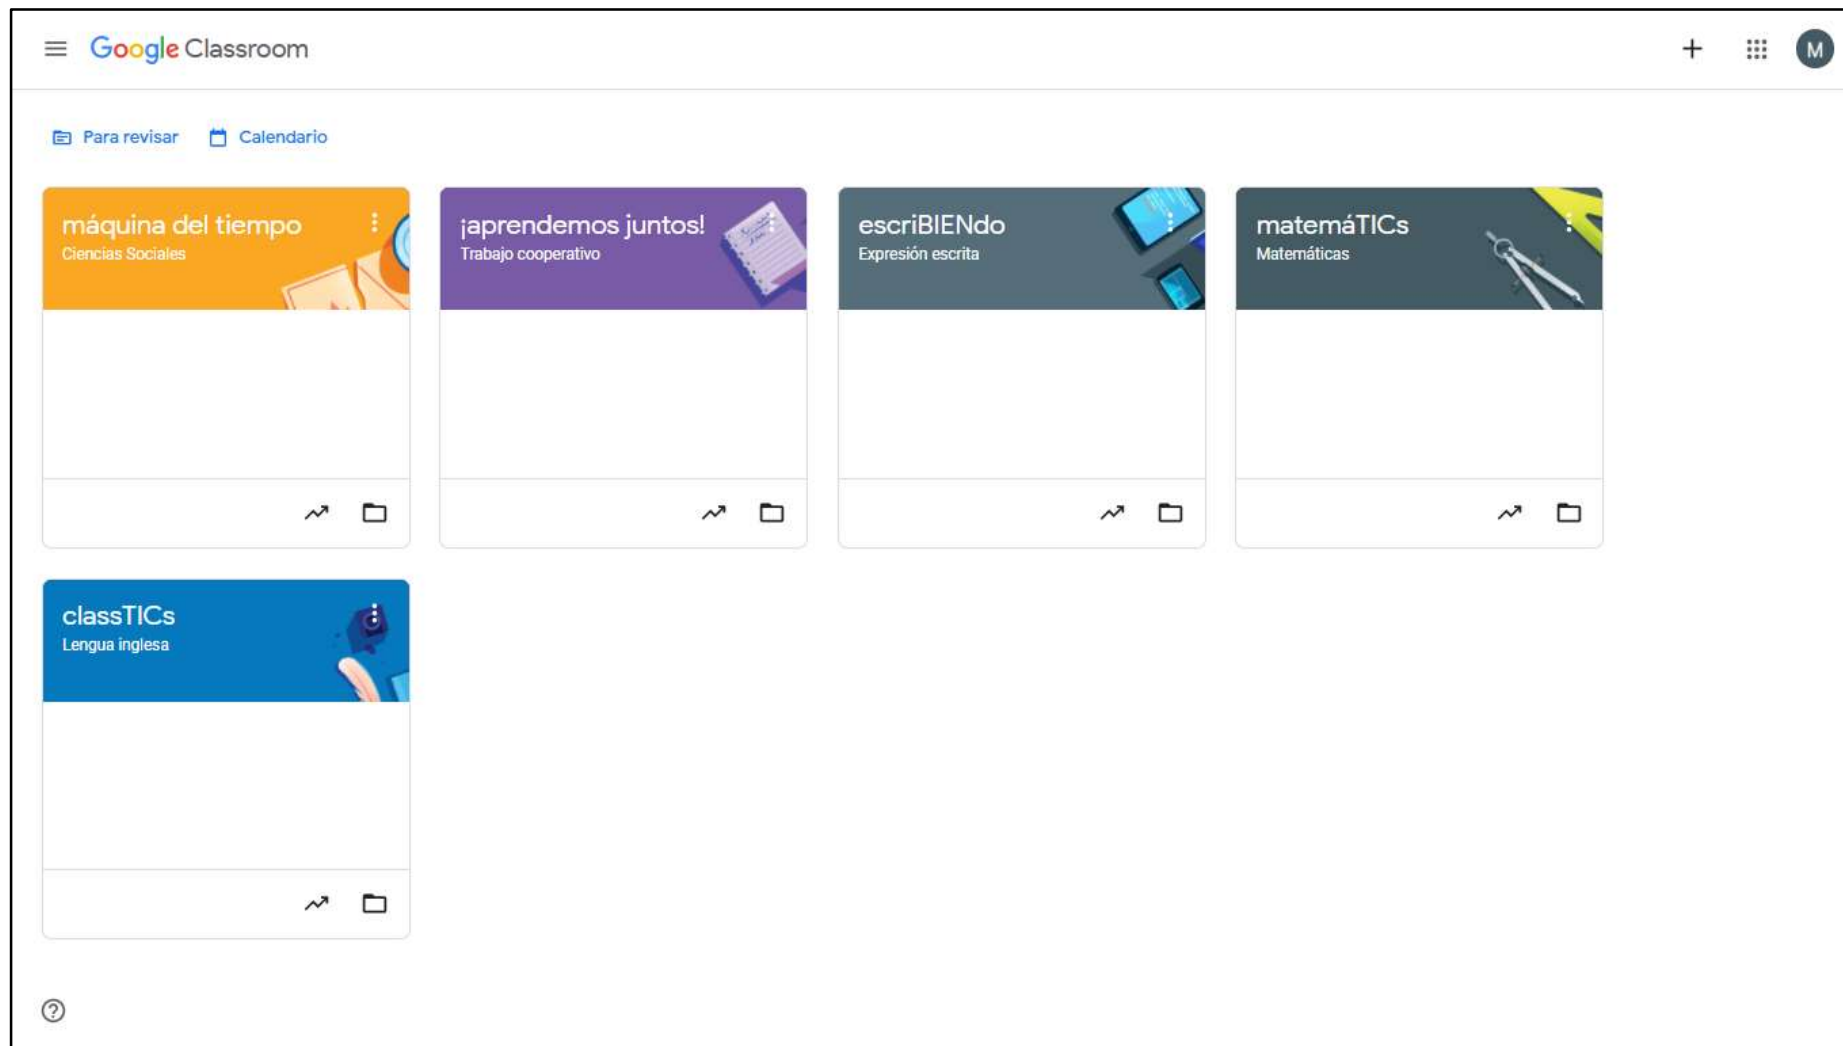 Google Classroom
M
Para revisar
Calendario
máquina del tiempo
Ciencias Sociales
¡aprendemos juntos!
Trabajo cooperativo
escriBIENdo
Expresión escrita
matemáTICs
Matemáticas
classTICs
Lengua inglesa